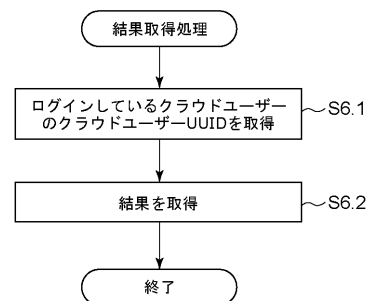 結果取得処理
ログインしているクラウドユーザー
のクラウドユーザーUUIDを取得
S6.1
結果を取得
S6.2
終了